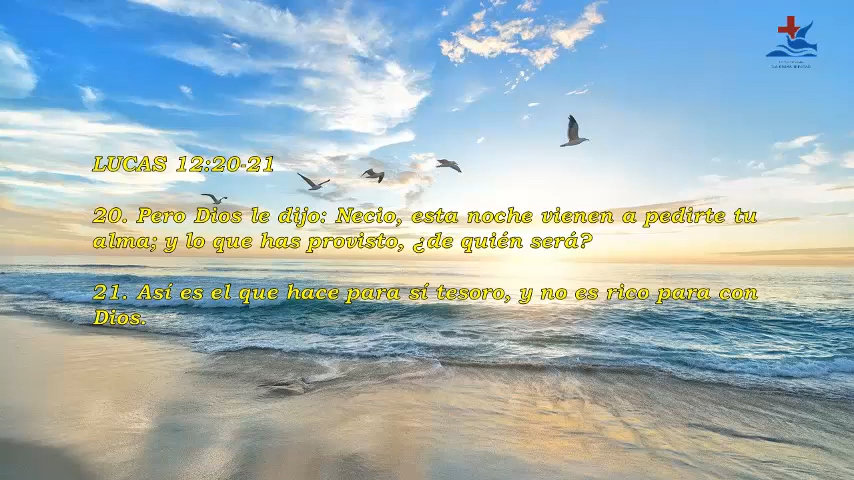 LUCAS 12:20-21
20. Pero Dios le dijo: Necio, esta noche vienen a pedirte tu
alma; y lo que has provisto, ¿de quién será?
21. Así es el que hace para sí tesoro, y no es rico para con
Dios.